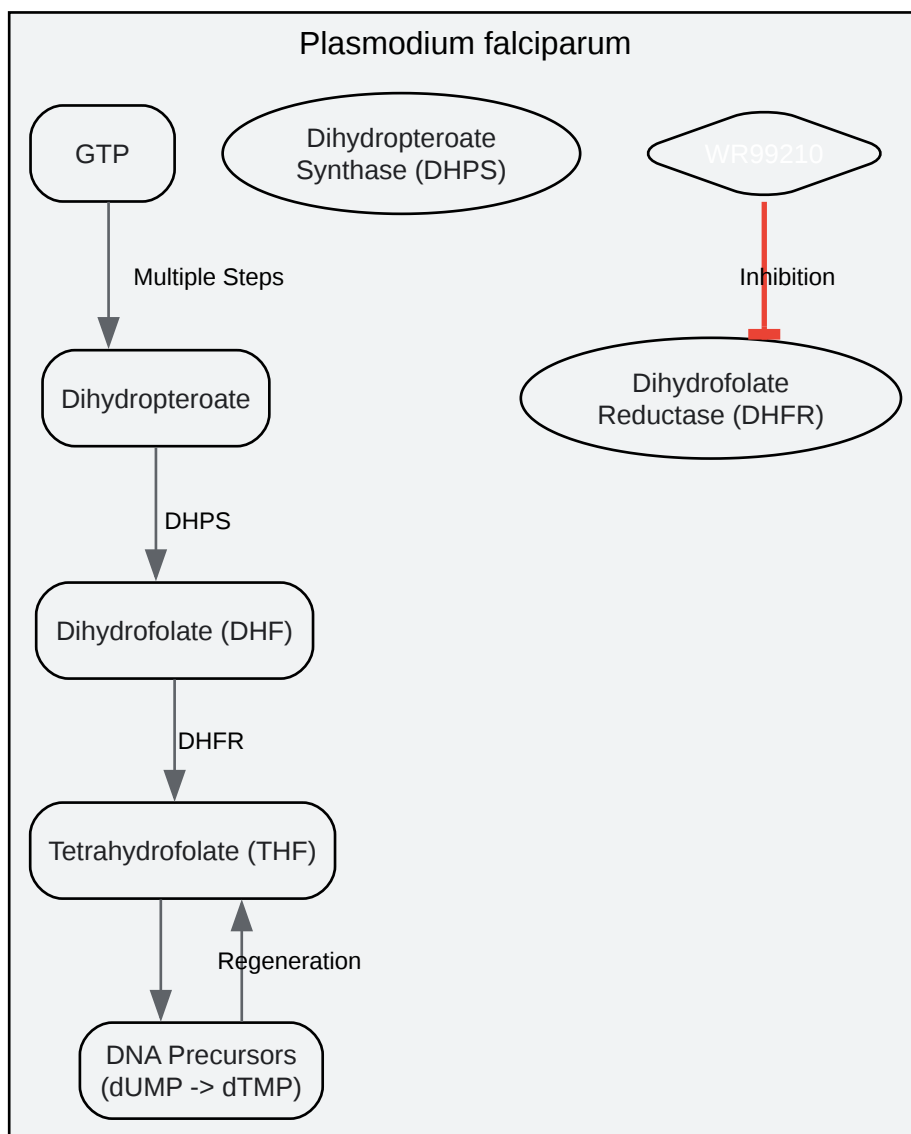 Plasmodium falciparum
GTP
Dihydropteroate
Synthase (DHPS)
WR99210
Multiple Steps
Inhibition
Dihydropteroate
Dihydrofolate
Reductase (DHFR)
DHPS
Dihydrofolate (DHF)
DHFR
Tetrahydrofolate (THF)
Regeneration
DNA Precursors
(dUMP -> dTMP)